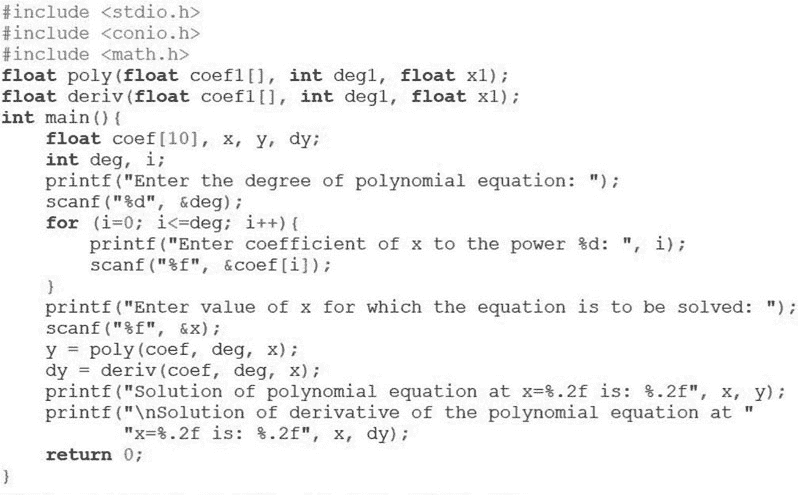 #include <stdio.h>
#include <conio.h>
#include <math.h>
float poly(float coef1[], int deg1, float x1);
float deriv(float coef1[], int deg1, float x1);
int main(){
    float coef[10], x, y, dy;
    int deg, i;
    printf("Enter the degree of polynomial equation: ");
    scanf("%d", &deg);
    for (i=0; i<=deg; i++){
        printf("Enter coefficient of x to the power %d: ", i);
        scanf("%f", &coef[i]);
    }
    printf("Enter value of x for which the equation is to be solved: ");
    scanf("%f", &x);
    y = poly(coef, deg, x);
    dy = deriv(coef, deg, x);
    printf("Solution of polynomial equation at x=%.2f is: %.2f", x, y);
    printf("\nSolution of derivative of the polynomial equation at "
           "x=%.2f is: %.2f", x, dy);
    return 0;
}